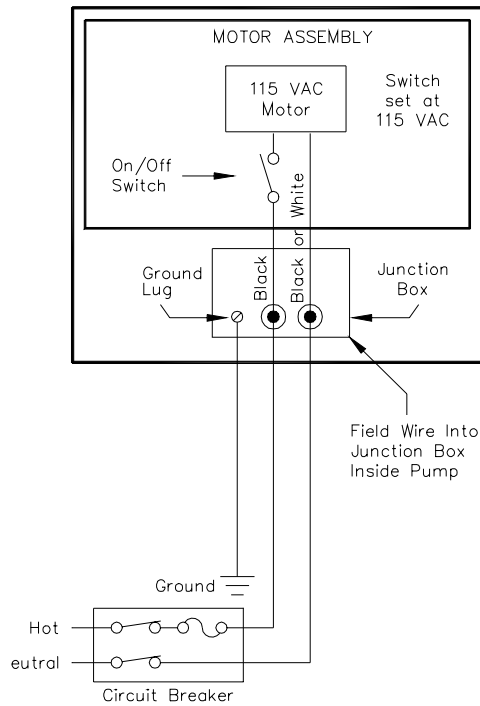 MOTOR ASSEMBLY
115 VAC
Motor
Switch
set at
115 VAC
On/Off
Switch
Black
Black or White
Ground
Lug
Junction
Box
Field Wire Into
Junction Box
Inside Pump
Ground
Hot
eutral
Circuit Breaker